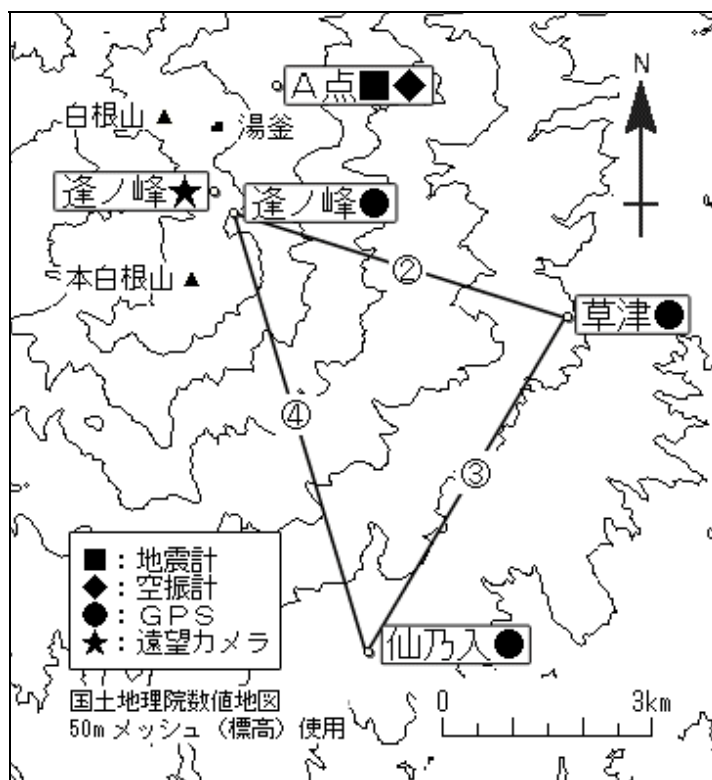 A点■◆
N
白根山▲
湯釜
逢ノ峰★
逢ノ峰●
②
本白根山▲
草津●
④
③
■：地震計
◆：空振計
●：GPS
★：遠望カメラ
仙乃入●
国土地理院数値地図
50mメッシュ（標高）使用
0 3km